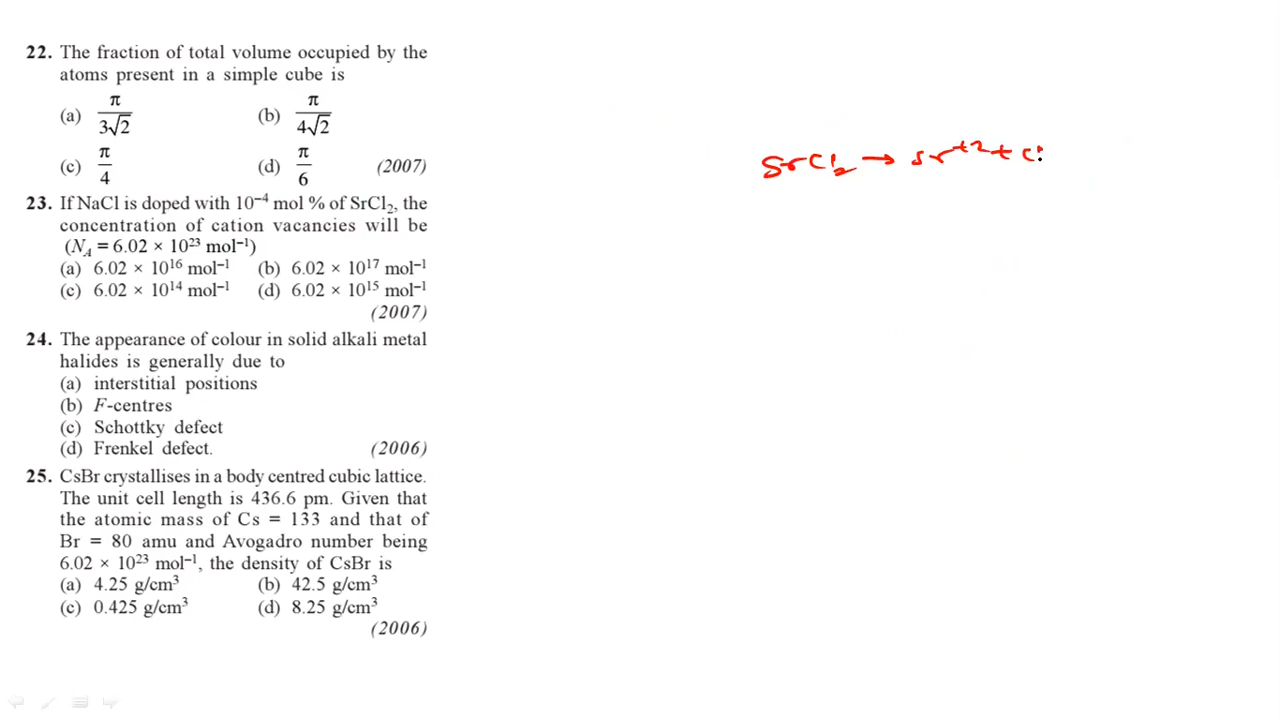 22. The fraction of total volume occupied by the
atoms present in a simple cube is
(a) π/3√2 (b) π/4√2
(c) π/4 (d) π/6 (2007)
23. If NaCl is doped with 10⁻⁴ mol % of SrCl₂, the
concentration of cation vacancies will be
(N_A = 6.02 × 10²³ mol⁻¹)
(a) 6.02 × 10¹⁶ mol⁻¹ (b) 6.02 × 10¹⁷ mol⁻¹
(c) 6.02 × 10¹⁴ mol⁻¹ (d) 6.02 × 10¹⁵ mol⁻¹
(2007)
24. The appearance of colour in solid alkali metal
halides is generally due to
(a) interstitial positions
(b) F-centres
(c) Schottky defect
(d) Frenkel defect. (2006)
25. CsBr crystallises in a body centred cubic lattice.
The unit cell length is 436.6 pm. Given that
the atomic mass of Cs = 133 and that of
Br = 80 amu and Avogadro number being
6.02 × 10²³ mol⁻¹, the density of CsBr is
(a) 4.25 g/cm³ (b) 42.5 g/cm³
(c) 0.425 g/cm³ (d) 8.25 g/cm³
(2006)
SrCl₂ → Sr⁺² + Cl